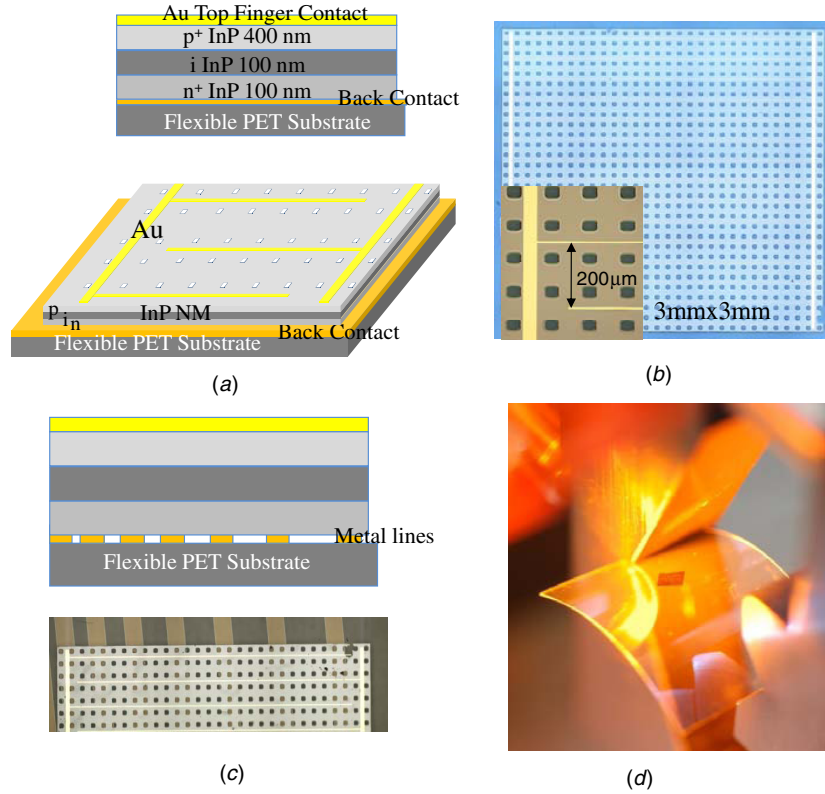 Au Top Finger Contact
p⁺ InP 400 nm
i InP 100 nm
n⁺ InP 100 nm
Back Contact
Flexible PET Substrate
Au
p i n
InP NM
Back Contact
Flexible PET Substrate
(a)
200μm
3mmx3mm
(b)
Metal lines
Flexible PET Substrate
(c)
(d)